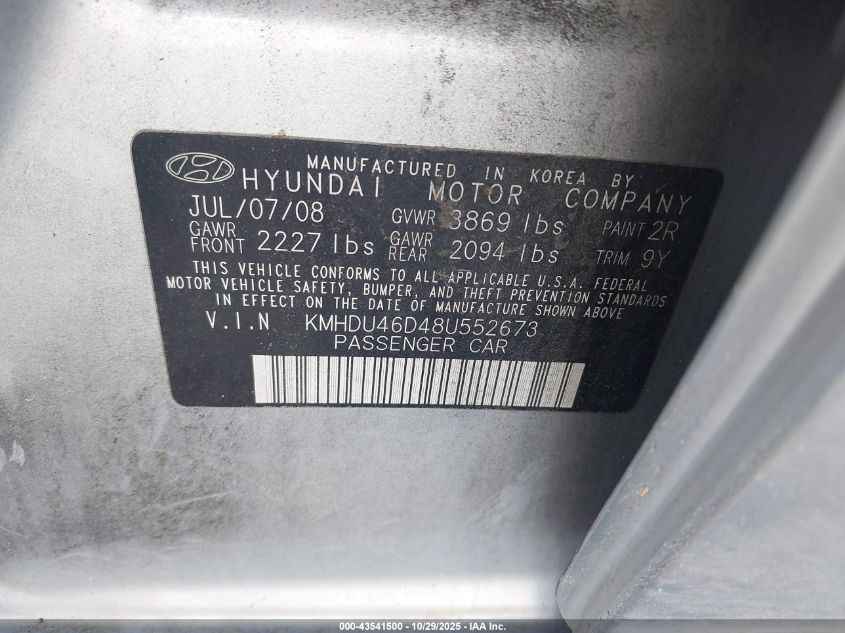 MANUFACTURED IN KOREA BY
HYUNDAI MOTOR COMPANY
JUL/07/08 GVWR 3869 lbs PAINT 2R
GAWR FRONT 2227 lbs GAWR REAR 2094 lbs TRIM 9Y
THIS VEHICLE CONFORMS TO ALL APPLICABLE U.S.A. FEDERAL
MOTOR VEHICLE SAFETY, BUMPER, AND THEFT PREVENTION STANDARDS
IN EFFECT ON THE DATE OF MANUFACTURE SHOWN ABOVE.
V.I.N KMHDU46D48U552673
PASSENGER CAR
000-43541500 - 10/29/2025 - IAA Inc.